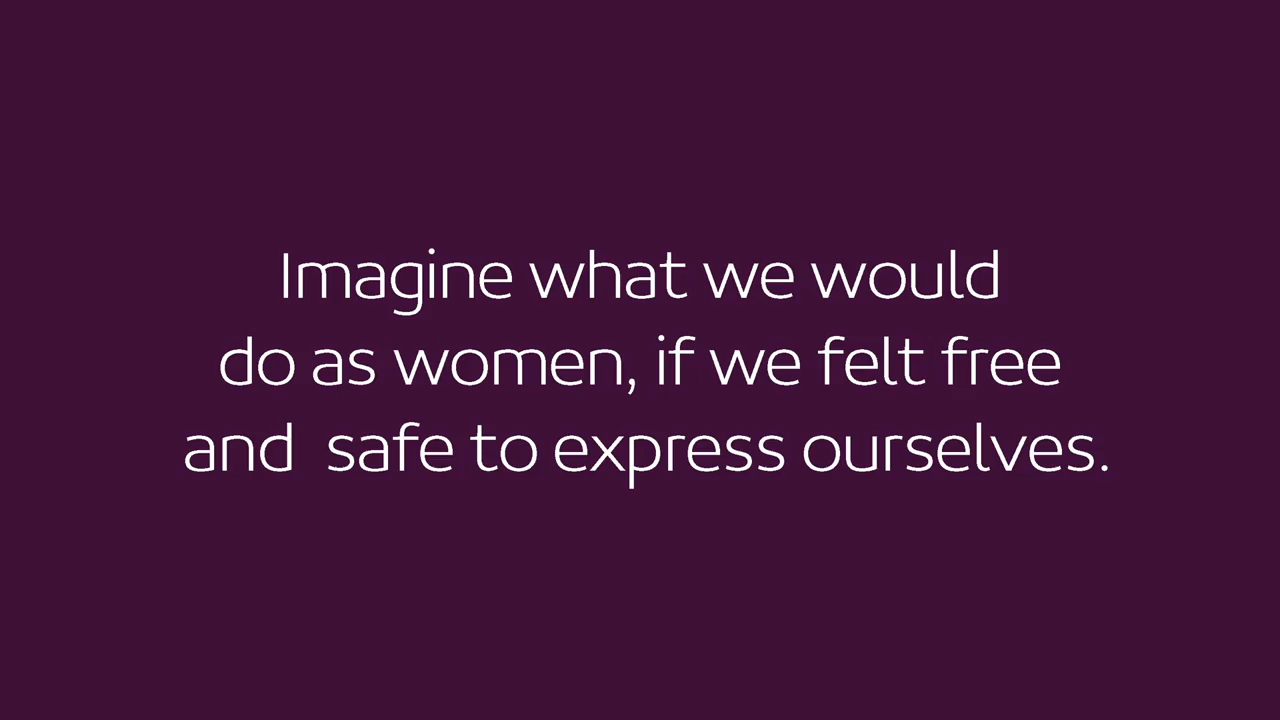 Imagine what we would
do as women, if we felt free
and  safe to express ourselves.